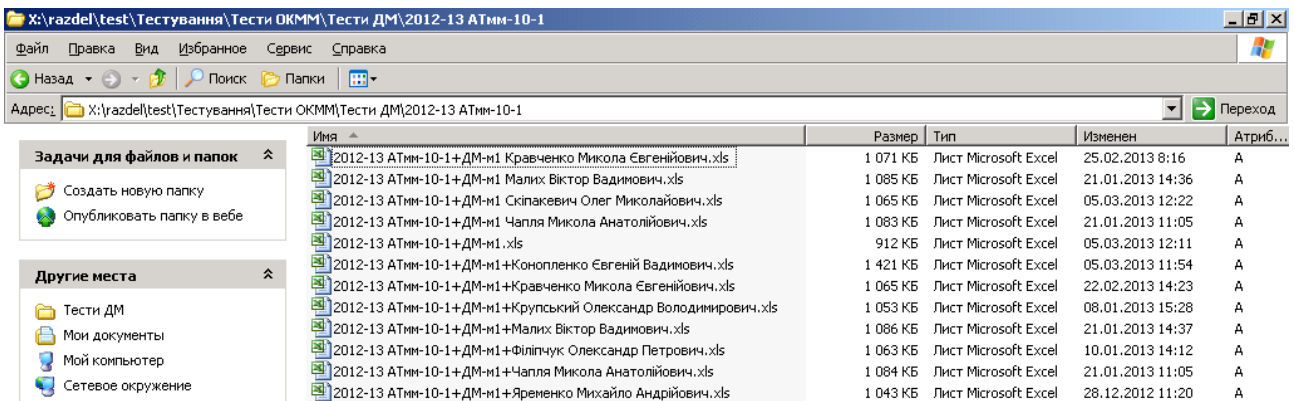 X:\razdel\test\Тестування\Тести ОКММ\Тести ДМ\2012-13 АТмм-10-1
Файл Правка Вид Избранное Сервис Справка
Назад Поиск Папки
Адрес: X:\razdel\test\Тестування\Тести ОКММ\Тести ДМ\2012-13 АТмм-10-1 Переход
Задачи для файлов и папок
Создать новую папку
Опубликовать папку в вебе
Другие места
Тести ДМ
Мои документы
Мой компьютер
Сетевое окружение
Имя Размер Тип Изменен Атриб...
2012-13 АТмм-10-1+ДМ-м1 Кравченко Микола Євгенійович.xls 1 071 КБ Лист Microsoft Excel 25.02.2013 8:16 A
2012-13 АТмм-10-1+ДМ-м1 Малих Віктор Вадимович.xls 1 085 КБ Лист Microsoft Excel 21.01.2013 14:36 A
2012-13 АТмм-10-1+ДМ-м1 Скіпакевич Олег Миколайович.xls 1 065 КБ Лист Microsoft Excel 05.03.2013 12:22 A
2012-13 АТмм-10-1+ДМ-м1 Чапля Микола Анатолійович.xls 1 083 КБ Лист Microsoft Excel 21.01.2013 11:05 A
2012-13 АТмм-10-1+ДМ-м1.xls 912 КБ Лист Microsoft Excel 05.03.2013 12:11 A
2012-13 АТмм-10-1+ДМ-м1+Конопленко Євгеній Вадимович.xls 1 421 КБ Лист Microsoft Excel 05.03.2013 11:54 A
2012-13 АТмм-10-1+ДМ-м1+Кравченко Микола Євгенійович.xls 1 065 КБ Лист Microsoft Excel 22.02.2013 14:23 A
2012-13 АТмм-10-1+ДМ-м1+Крупський Олександр Володимирович.xls 1 053 КБ Лист Microsoft Excel 08.01.2013 15:28 A
2012-13 АТмм-10-1+ДМ-м1+Малих Віктор Вадимович.xls 1 086 КБ Лист Microsoft Excel 21.01.2013 14:37 A
2012-13 АТмм-10-1+ДМ-м1+Філіпчук Олександр Петрович.xls 1 063 КБ Лист Microsoft Excel 10.01.2013 14:12 A
2012-13 АТмм-10-1+ДМ-м1+Чапля Микола Анатолійович.xls 1 084 КБ Лист Microsoft Excel 21.01.2013 11:05 A
2012-13 АТмм-10-1+ДМ-м1+Яременко Михайло Андрійович.xls 1 043 КБ Лист Microsoft Excel 28.12.2012 11:20 A